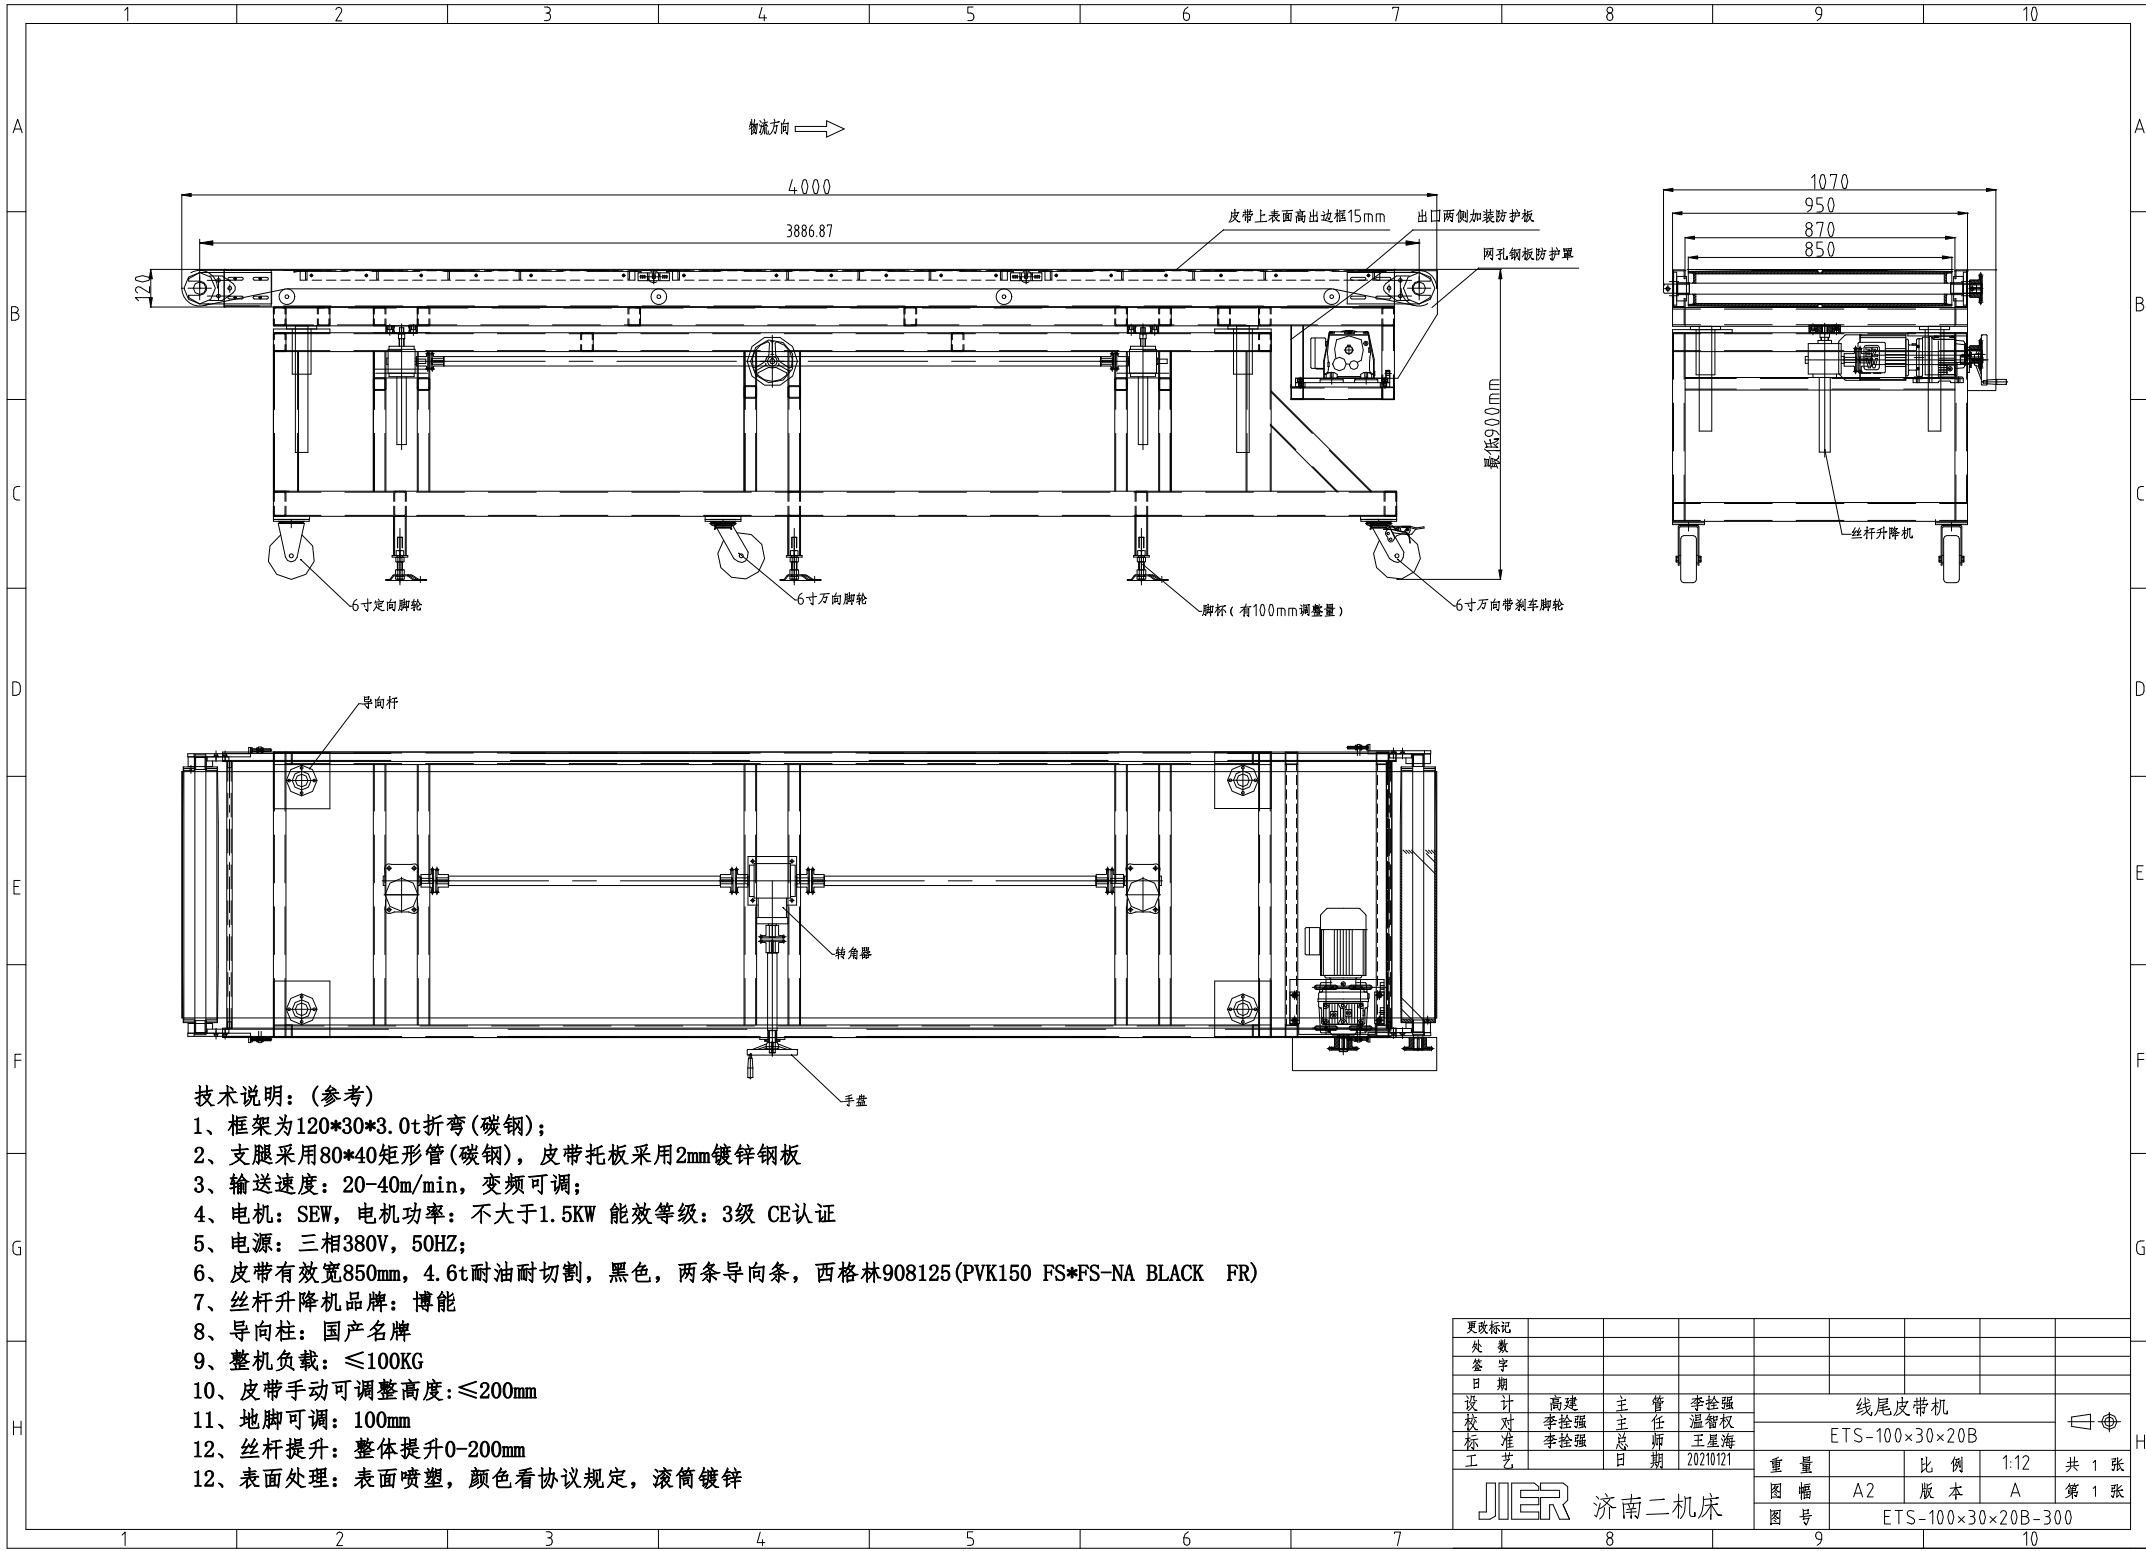 1 2 3 4 5 6 7 8 9 10
A
A
物流方向
4000
1070
950
皮带上表面高出边框15mm
出口两侧加装防护板
3886.87
870
850
网孔钢板防护罩
120
B
B
最低900mm
C
C
丝杆升降机
6寸定向脚轮
6寸万向脚轮
脚杯(有100mm调整量)
6寸万向带刹车脚轮
D
D
导向杆
E
E
转角器
F
F
手盘
技术说明：(参考)
1、框架为120*30*3.0t折弯(碳钢)；
2、支腿采用80*40矩形管(碳钢)，皮带托板采用2mm镀锌钢板
3、输送速度：20-40m/min，变频可调；
4、电机：SEW，电机功率：不大于1.5KW 能效等级：3级 CE认证
5、电源：三相380V，50HZ；
6、皮带有效宽850mm，4.6t耐油耐切割，黑色，两条导向条，西格林908125(PVK150 FS*FS-NA BLACK FR)
7、丝杆升降机品牌：博能
8、导向柱：国产名牌
9、整机负载：≤100KG
10、皮带手动可调整高度:≤200mm
11、地脚可调：100mm
12、丝杆提升：整体提升0-200mm
12、表面处理：表面喷塑，颜色看协议规定，滚筒镀锌
G
G
H
H
更改标记
处 数
签 字
日 期
设 计 高建 主 管 李拴强
校 对 李拴强 主 任 温智权
标 准 李拴强 总 师 王星海
工 艺 日 期 20210121
线尾皮带机
ETS-100×30×20B
重 量 比 例 1:12 共 1 张
图 幅 A2 版 本 A 第 1 张
图 号 ETS-100×30×20B-300
JIER 济南二机床
1 2 3 4 5 6 7 8 9 10